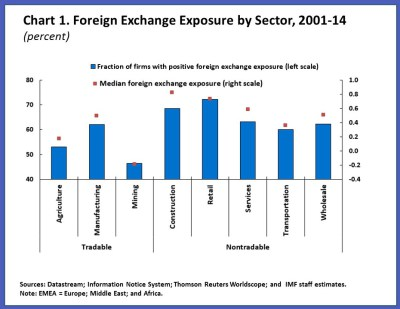 Chart 1. Foreign Exchange Exposure by Sector, 2001-14
(percent)
Fraction of firms with positive foreign exchange exposure (left scale)
Median foreign exchange exposure (right scale)
80
70
60
50
40
1.0
0.8
0.6
0.4
0.2
0.0
-0.2
-0.4
Agriculture
Manufacturing
Mining
Construction
Retail
Services
Transportation
Wholesale
Tradable
Nontradable
Sources: Datastream; Information Notice System; Thomson Reuters Worldscope; and IMF staff estimates.
Note: EMEA = Europe; Middle East; and Africa.